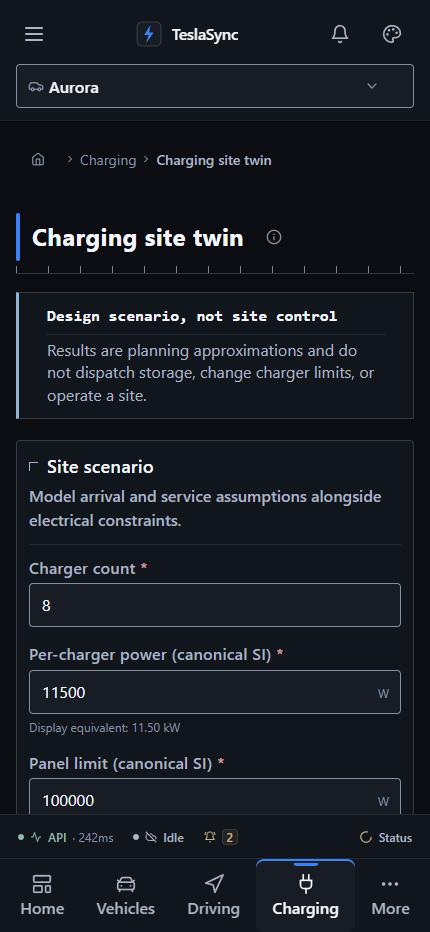 TeslaSync
Aurora
Charging
Charging site twin
Charging site twin
Design scenario, not site control
Results are planning approximations and do
not dispatch storage, change charger limits, or
operate a site.
Site scenario
Model arrival and service assumptions alongside
electrical constraints.
Charger count *
8
Per-charger power (canonical SI) *
11500 W
Display equivalent: 11.50 kW
Panel limit (canonical SI) *
100000 W
API · 242ms Idle 2 Status
Home Vehicles Driving Charging More